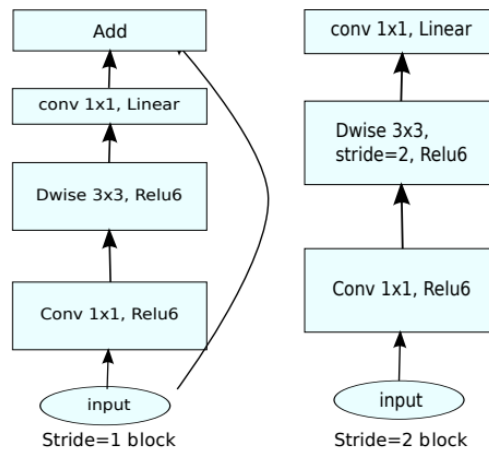 Add
conv 1x1, Linear
Dwise 3x3, Relu6
Conv 1x1, Relu6
input
Stride=1 block
conv 1x1, Linear
Dwise 3x3,
stride=2, Relu6
Conv 1x1, Relu6
input
Stride=2 block